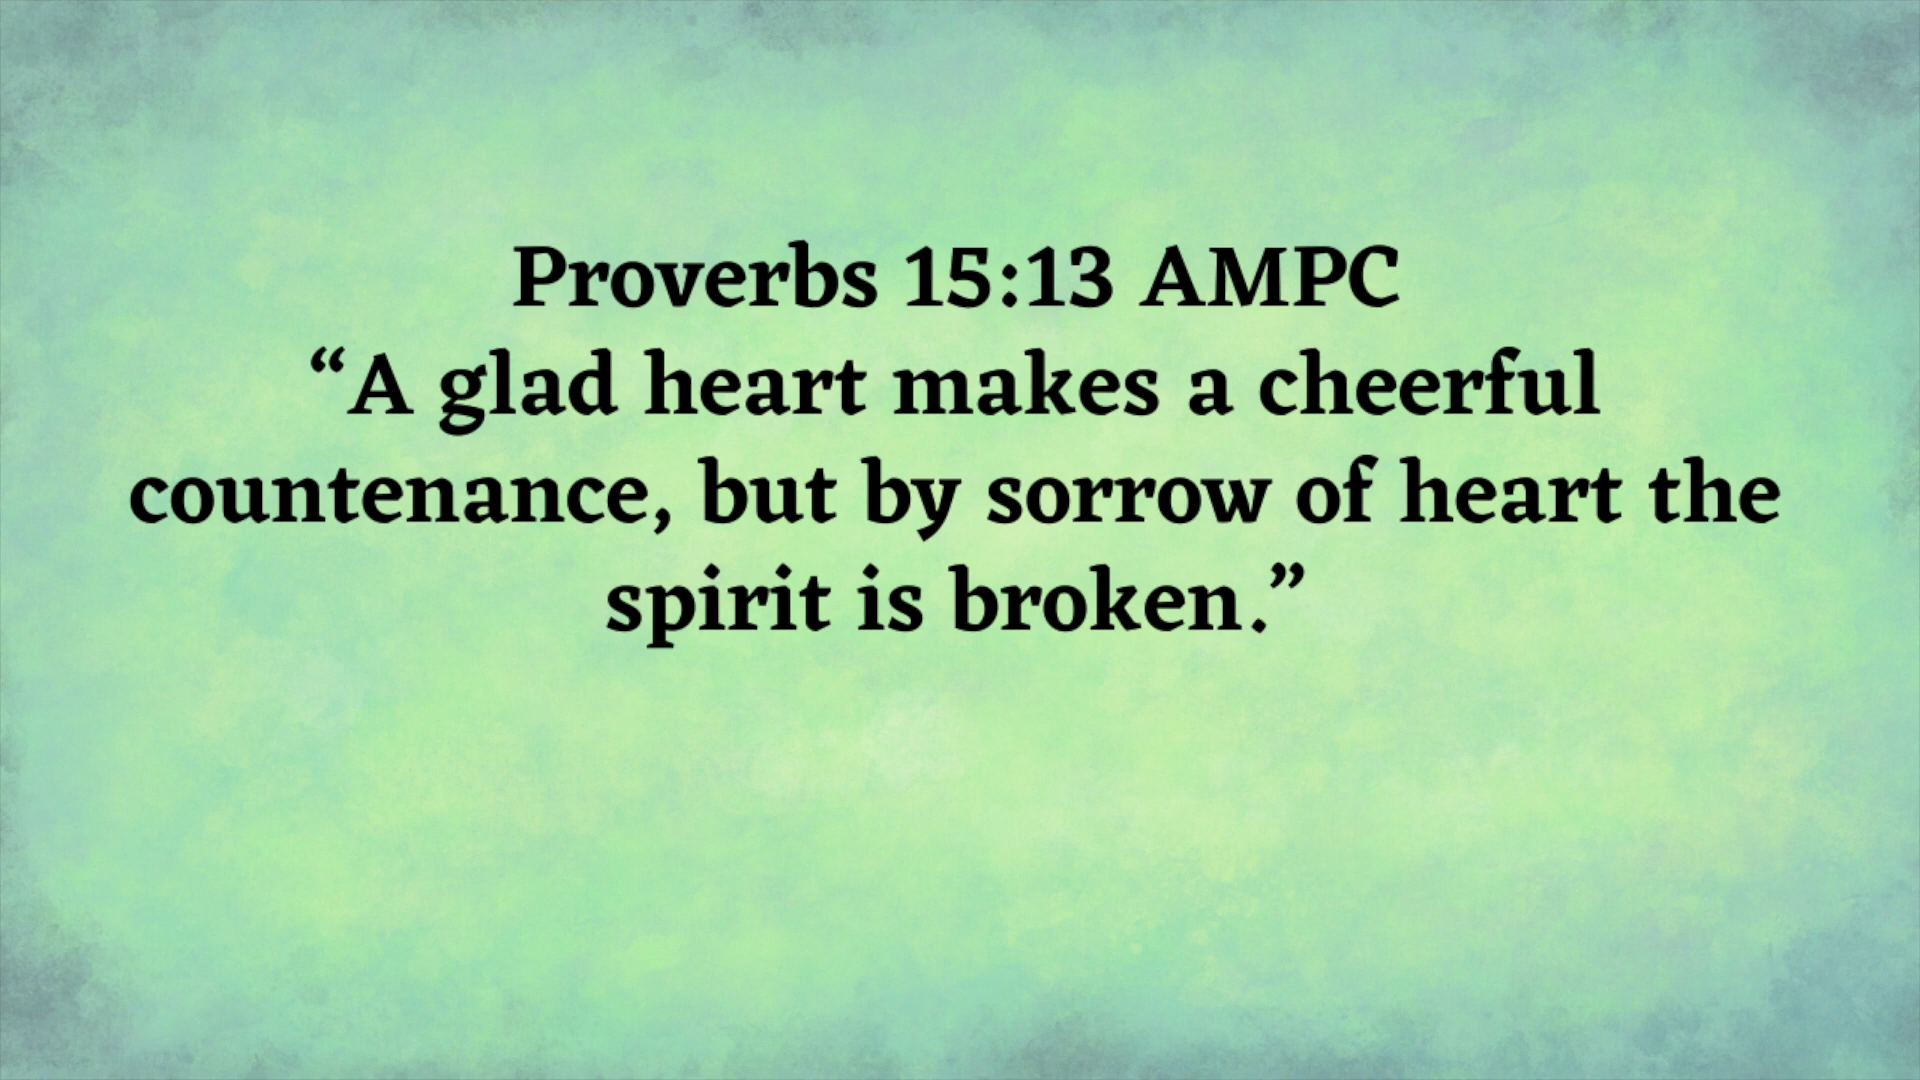 Proverbs 15:13 AMPC
“A glad heart makes a cheerful
countenance, but by sorrow of heart the
spirit is broken.”